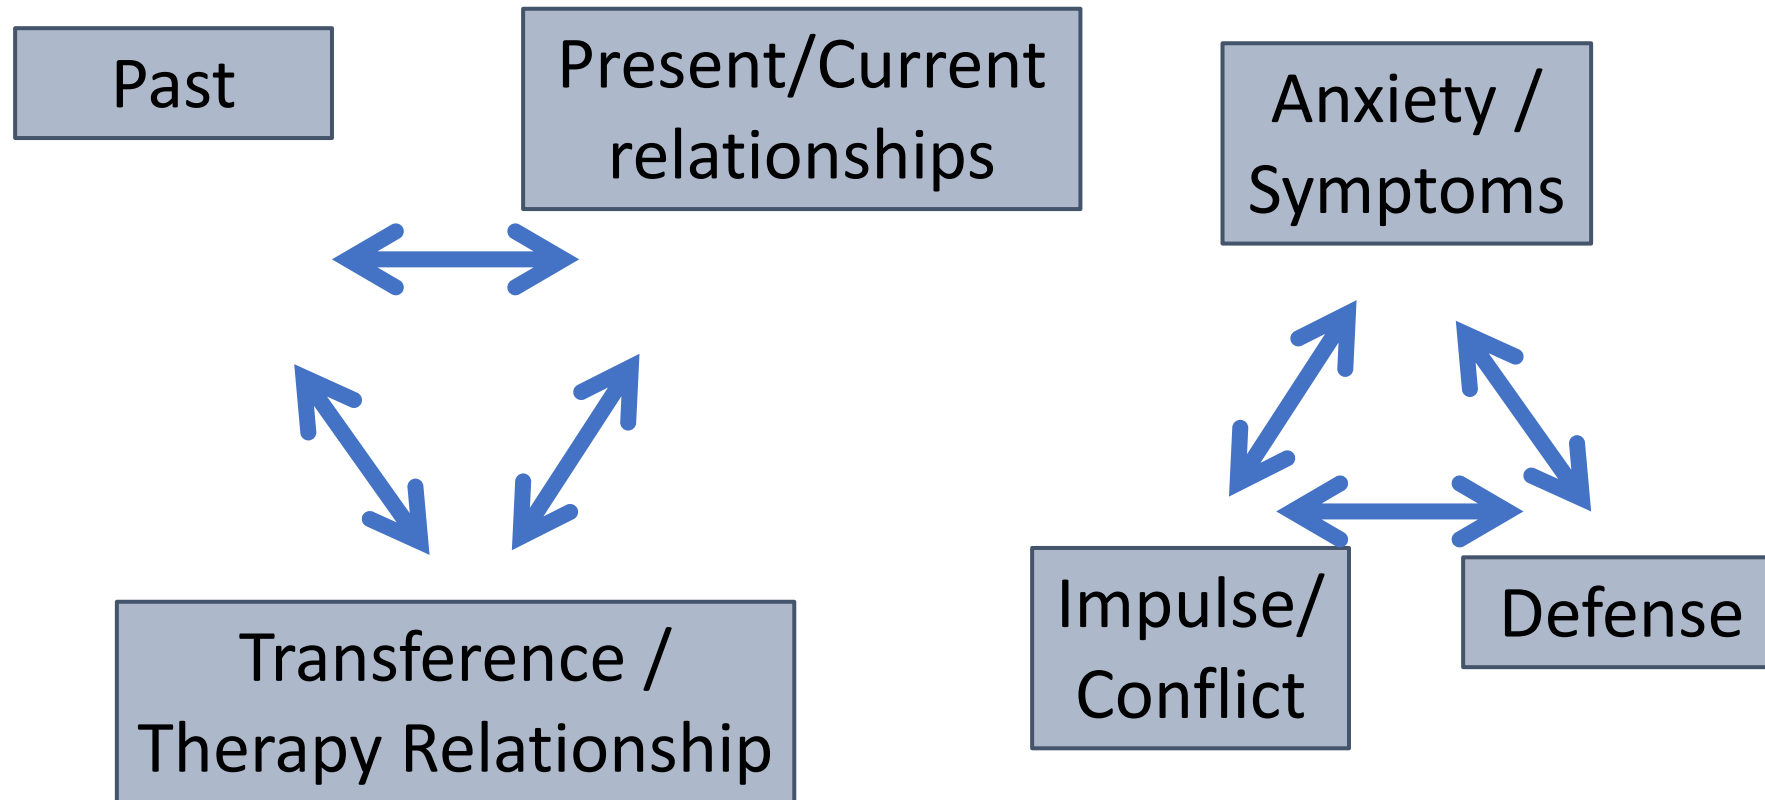 Past
Present/Current
relationships
Anxiety /
Symptoms
Transference /
Therapy Relationship
Impulse/
Conflict
Defense